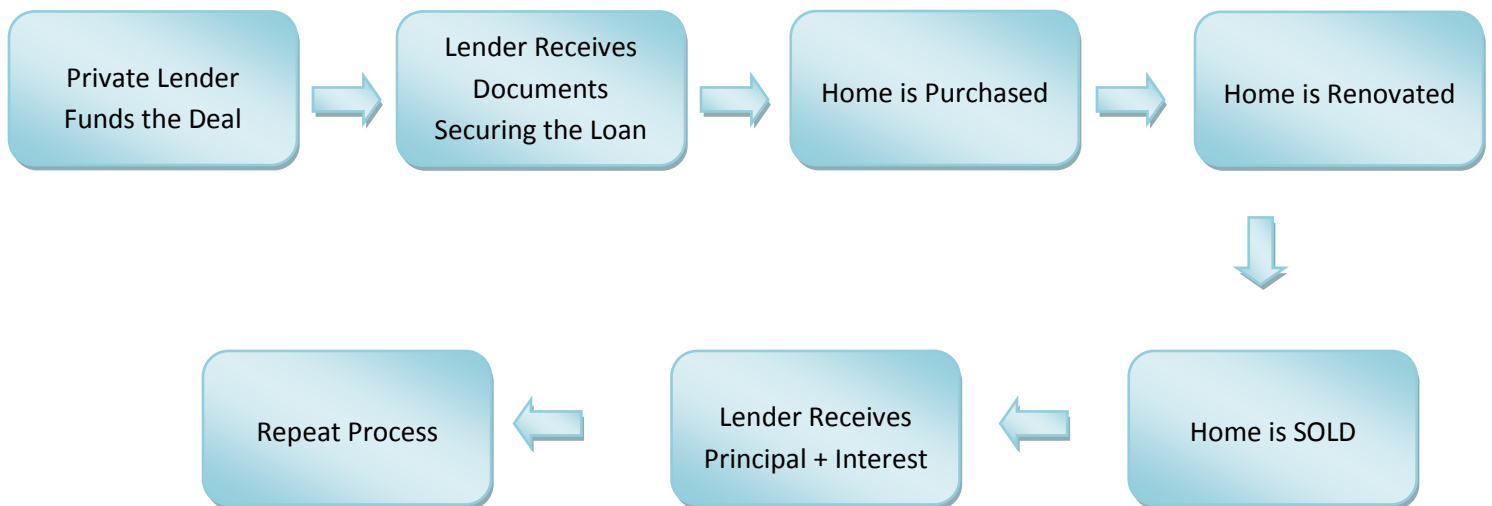 Private Lender
Funds the Deal
Lender Receives
Documents
Securing the Loan
Home is Purchased
Home is Renovated
Home is SOLD
Lender Receives
Principal + Interest
Repeat Process